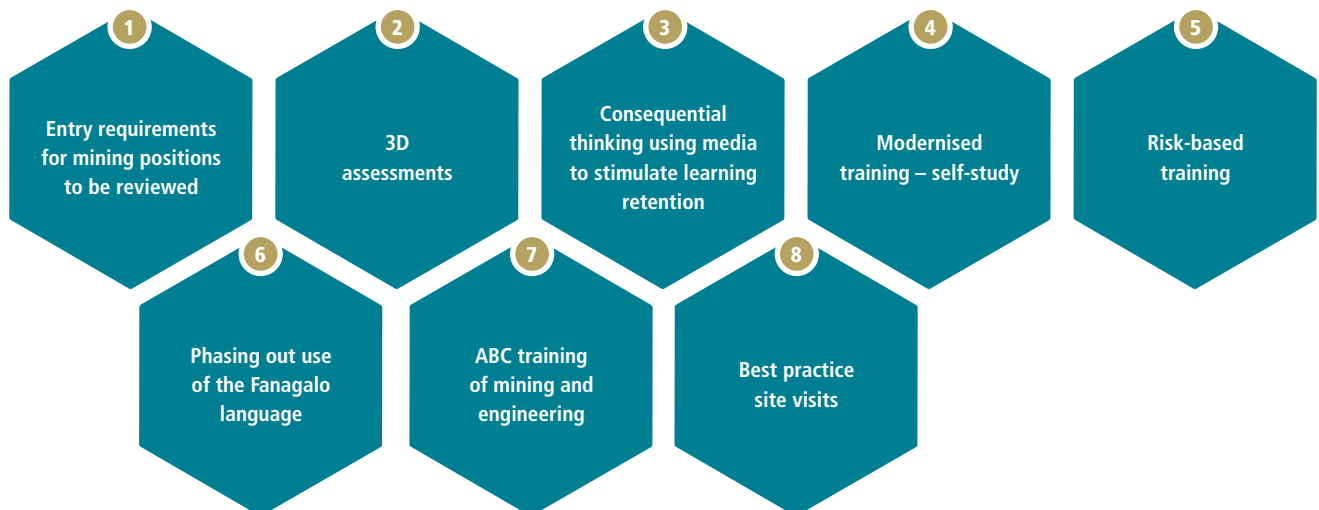 1
Entry requirements
for mining positions
to be reviewed
2
3D
assessments
3
Consequential
thinking using media
to stimulate learning
retention
4
Modernised
training – self-study
5
Risk-based
training
6
Phasing out use
of the Fanagalo
language
7
ABC training
of mining and
engineering
8
Best practice
site visits